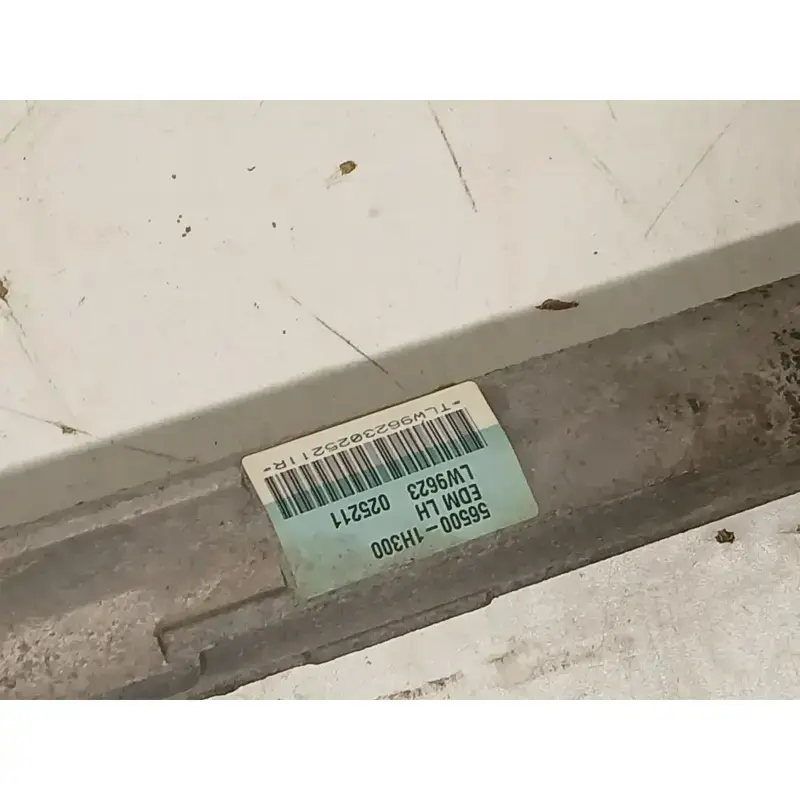 56500-1H300
EDM LH
LW9623 025211
-TLW9623025211R-